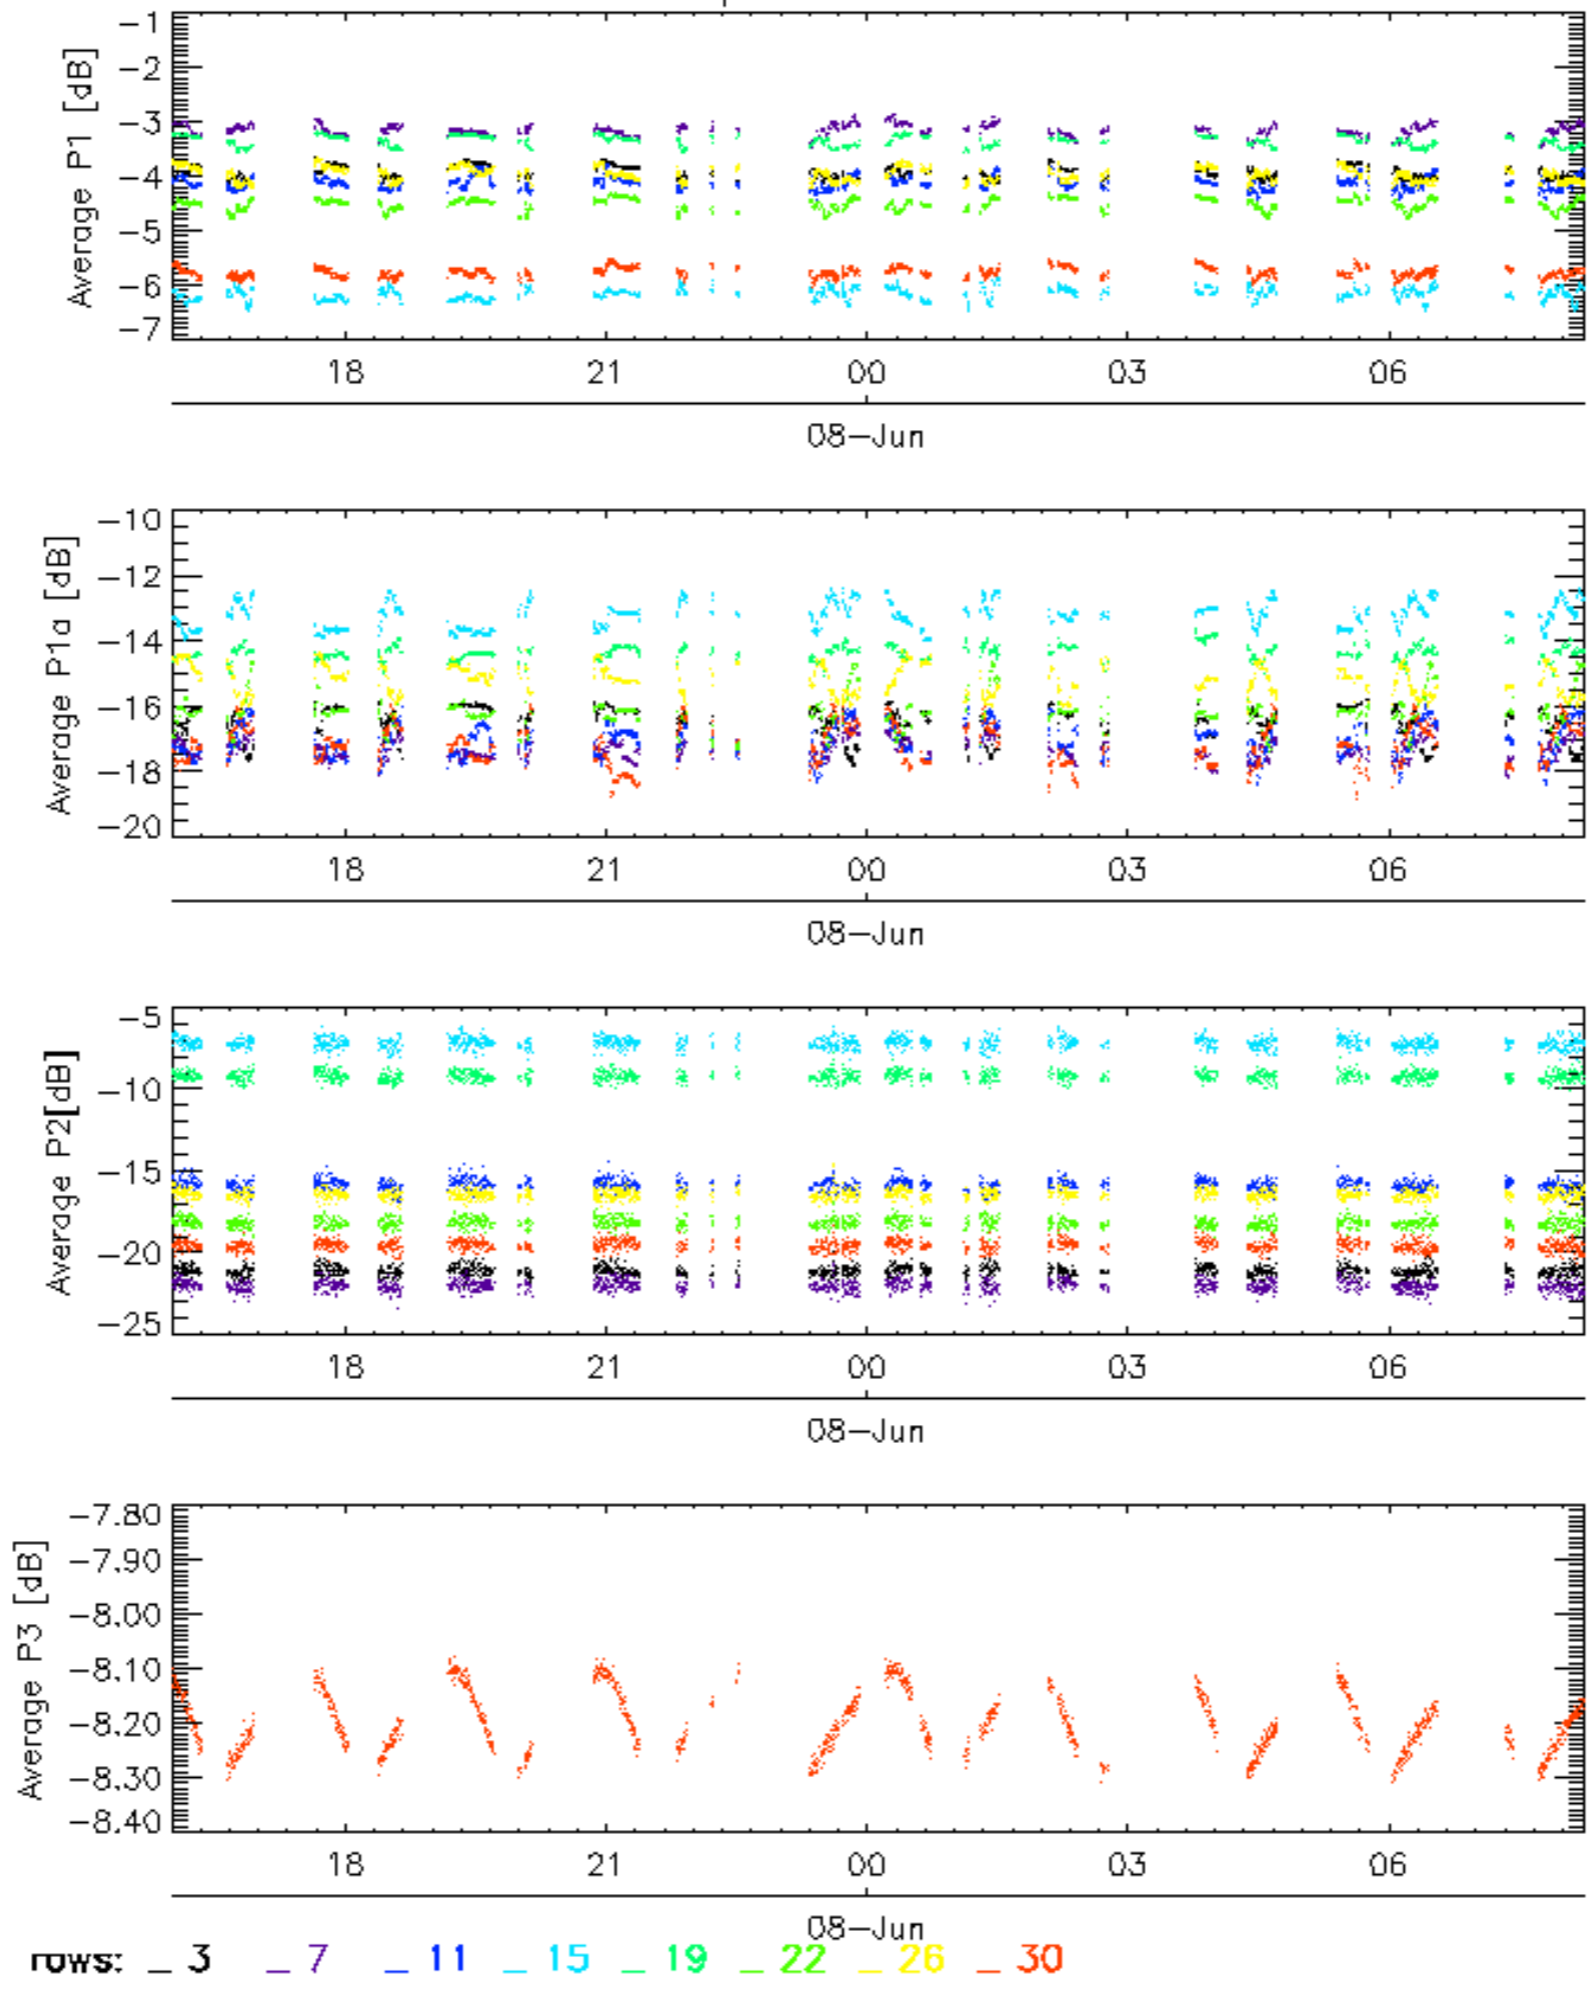 Average P1 [dB]
-1
-2
-3
-4
-5
-6
-7
18 21 00 03 06
08-Jun
Average P1a [dB]
-10
-12
-14
-16
-18
-20
18 21 00 03 06
08-Jun
Average P2[dB]
-5
-10
-15
-20
-25
18 21 00 03 06
08-Jun
Average P3 [dB]
-7.80
-7.90
-8.00
-8.10
-8.20
-8.30
-8.40
18 21 00 03 06
08-Jun
rows: _ 3 _ 7 _ 11 _ 15 _ 19 _ 22 _ 26 _ 30